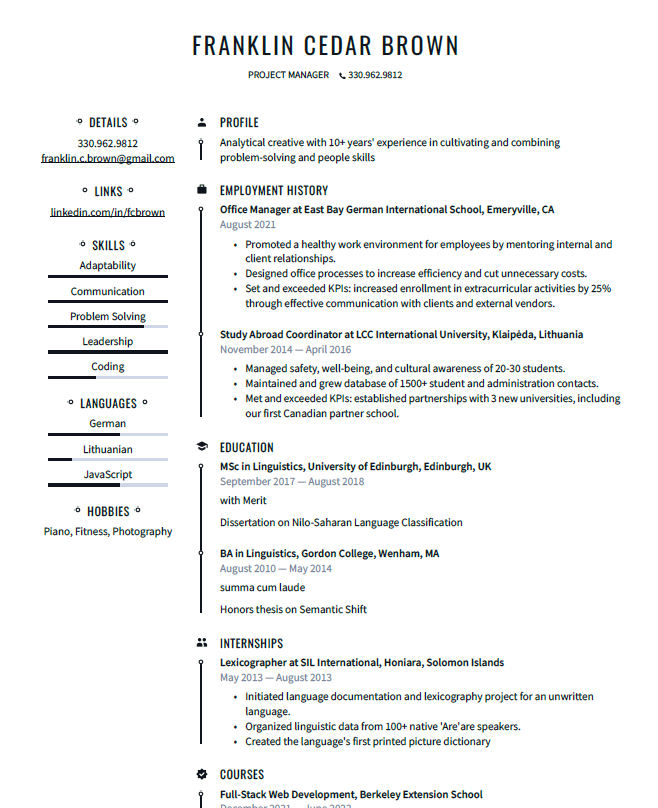 FRANKLIN CEDAR BROWN
PROJECT MANAGER 330.962.9812
DETAILS
330.962.9812
franklin.c.brown@gmail.com
LINKS
linkedin.com/in/fcbrown
SKILLS
Adaptability
Communication
Problem Solving
Leadership
Coding
LANGUAGES
German
Lithuanian
JavaScript
HOBBIES
Piano, Fitness, Photography
PROFILE
Analytical creative with 10+ years' experience in cultivating and combining
problem-solving and people skills
EMPLOYMENT HISTORY
Office Manager at East Bay German International School, Emeryville, CA
August 2021
• Promoted a healthy work environment for employees by mentoring internal and
client relationships.
• Designed office processes to increase efficiency and cut unnecessary costs.
• Set and exceeded KPIs: increased enrollment in extracurricular activities by 25%
through effective communication with clients and external vendors.
Study Abroad Coordinator at LCC International University, Klaipėda, Lithuania
November 2014 — April 2016
• Managed safety, well-being, and cultural awareness of 20-30 students.
• Maintained and grew database of 1500+ student and administration contacts.
• Met and exceeded KPIs: established partnerships with 3 new universities, including
our first Canadian partner school.
EDUCATION
MSc in Linguistics, University of Edinburgh, Edinburgh, UK
September 2017 — August 2018
with Merit
Dissertation on Nilo-Saharan Language Classification
BA in Linguistics, Gordon College, Wenham, MA
August 2010 — May 2014
summa cum laude
Honors thesis on Semantic Shift
INTERNSHIPS
Lexicographer at SIL International, Honiara, Solomon Islands
May 2013 — August 2013
• Initiated language documentation and lexicography project for an unwritten
language.
• Organized linguistic data from 100+ native 'Are'are speakers.
• Created the language's first printed picture dictionary
COURSES
Full-Stack Web Development, Berkeley Extension School